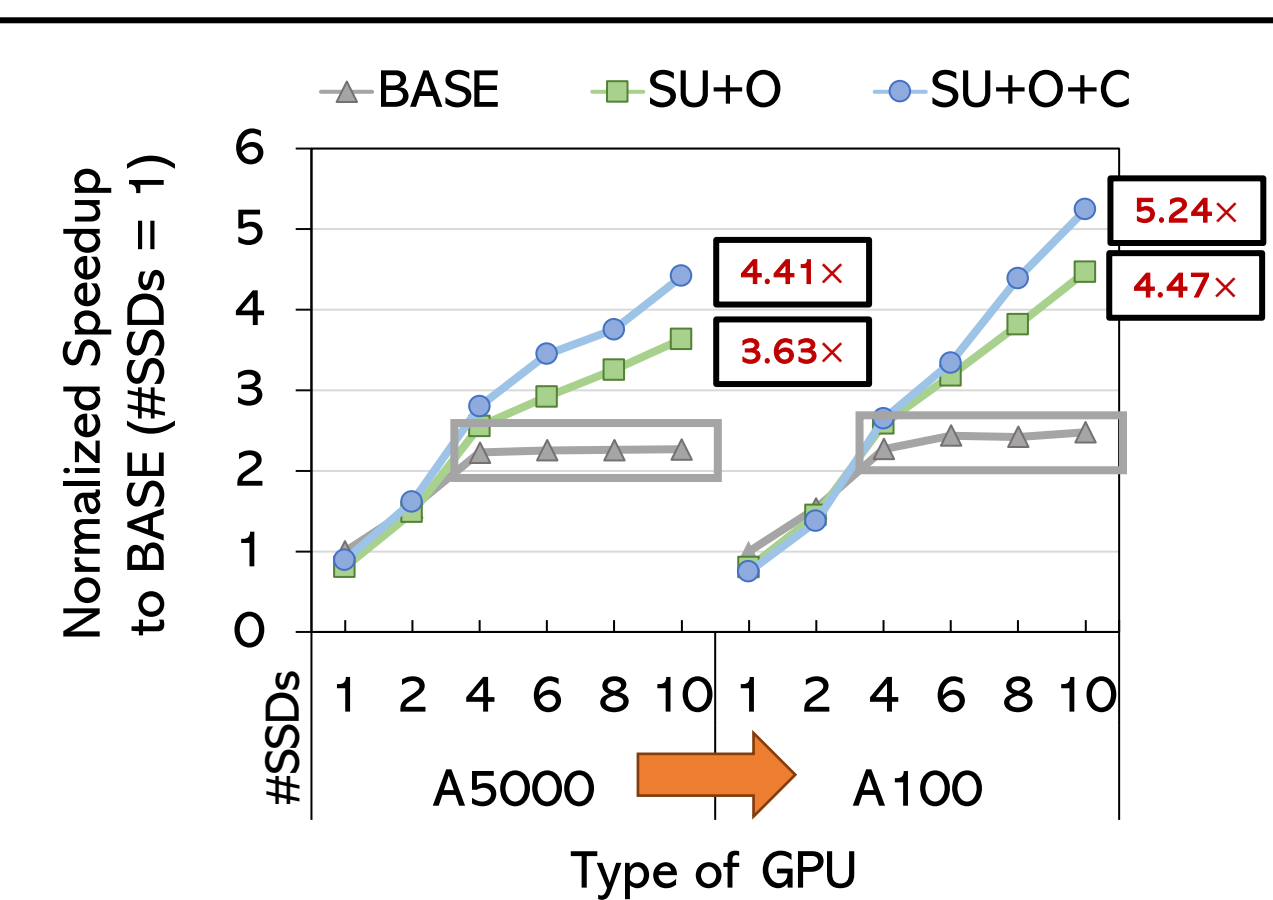 BASE SU+O SU+O+C
Normalized Speedup
to BASE (#SSDs = 1)
6
5
4
3
2
1
0
4.41×
3.63×
5.24×
4.47×
#SSDs
1 2 4 6 8 10 1 2 4 6 8 10
A5000 A100
Type of GPU